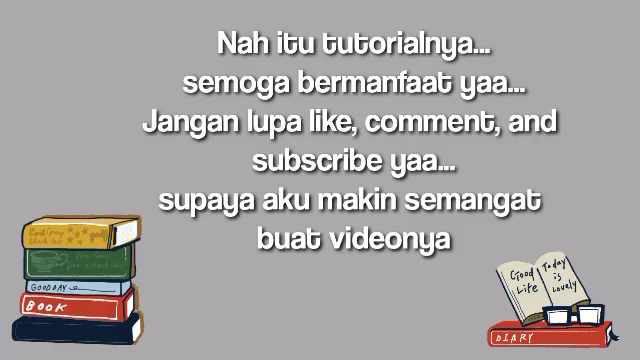 Nah itu tutorialnya...
semoga bermanfaat yaa...
Jangan lupa like, comment, and
subscribe yaa...
supaya aku makin semangat
buat videonya
GOOD DAY
BOOK
Good
Life
Today
is
Lovely
DIARY